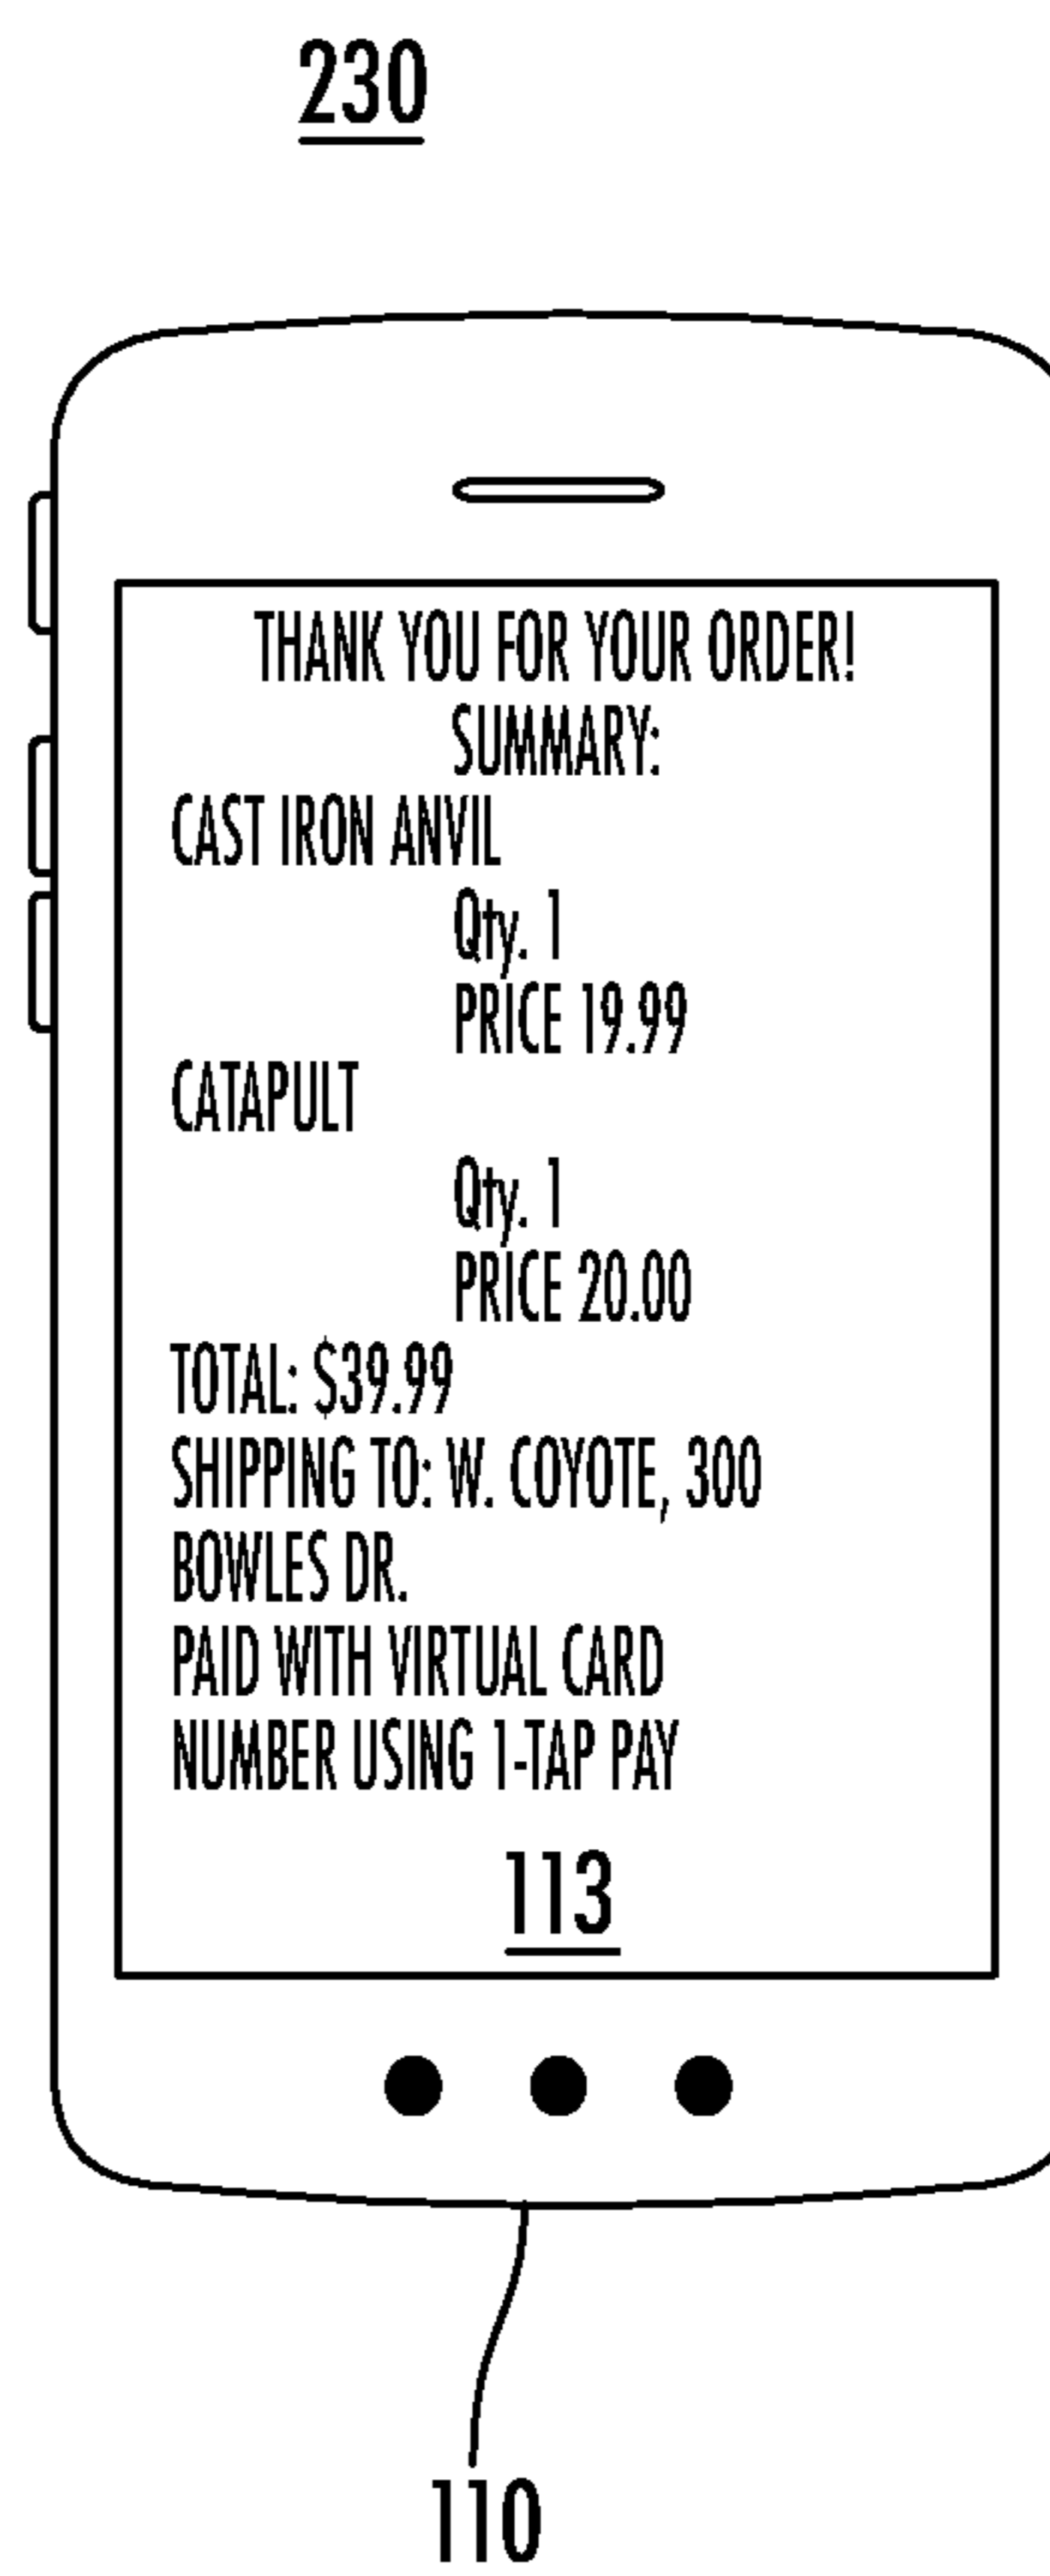 230
THANK YOU FOR YOUR ORDER!
SUMMARY:
CAST IRON ANVIL
Qty. 1
PRICE 19.99
CATAPULT
Qty. 1
PRICE 20.00
TOTAL: $39.99
SHIPPING TO: W. COYOTE, 300
BOWLES DR.
PAID WITH VIRTUAL CARD
NUMBER USING 1-TAP PAY
113
110